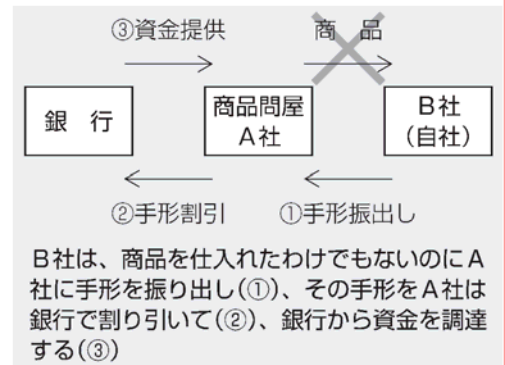 ③資金提供
商 品
銀 行
商品問屋
A社
B社
(自社)
②手形割引
①手形振出し
B社は、商品を仕入れたわけでもないのにA
社に手形を振り出し(①)、その手形をA社は
銀行で割り引いて(②)、銀行から資金を調達
する(③)